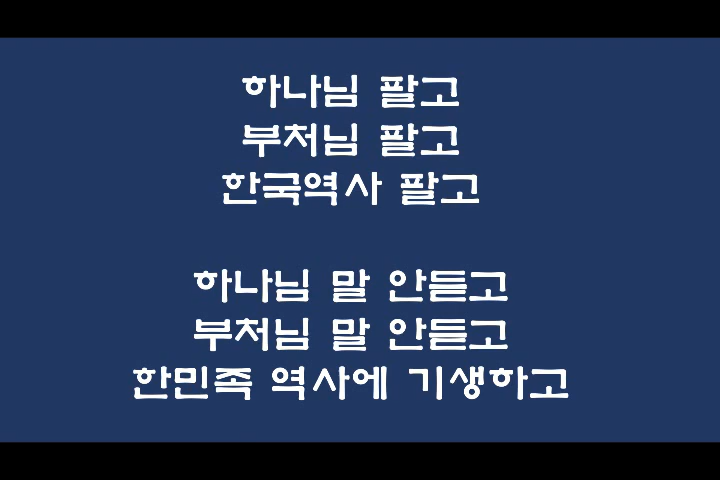 하나님 팔고
부처님 팔고
한국역사 팔고
하나님 말 안듣고
부처님 말 안듣고
한민족 역사에 기생하고